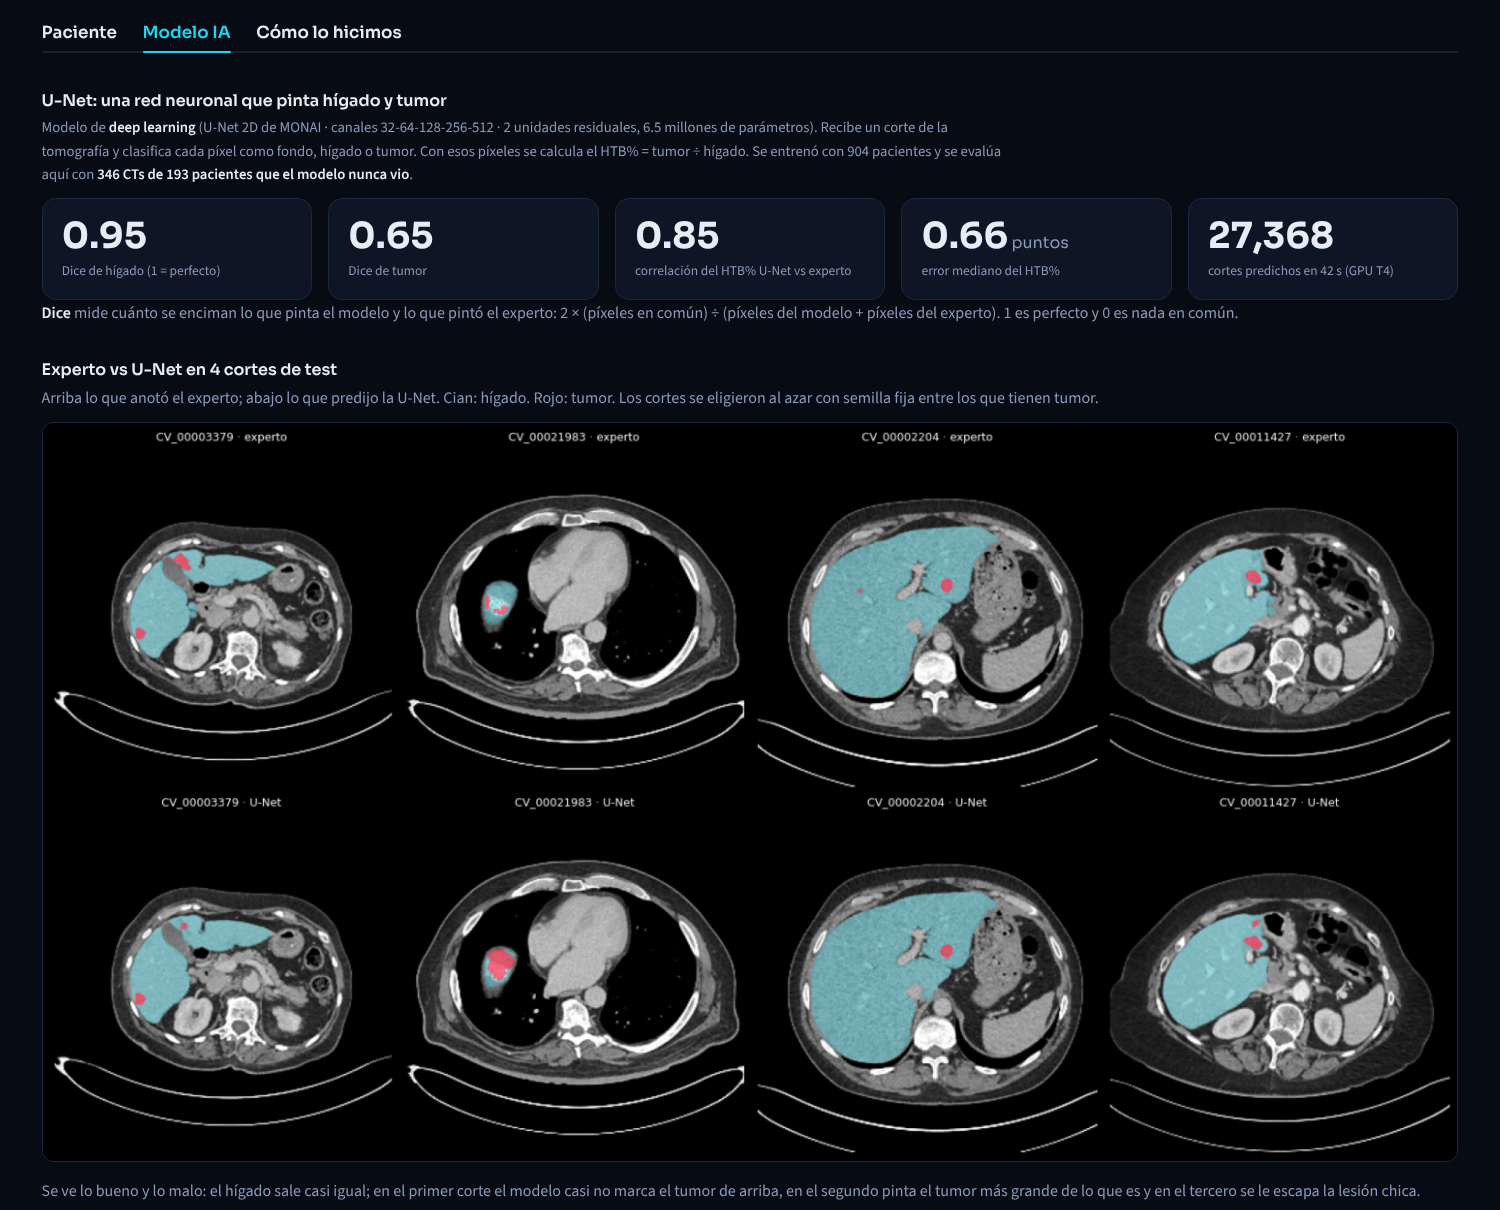 Paciente Modelo IA Cómo lo hicimos
U-Net: una red neuronal que pinta hígado y tumor
Modelo de deep learning (U-Net 2D de MONAI · canales 32-64-128-256-512 · 2 unidades residuales, 6.5 millones de parámetros). Recibe un corte de la
tomografía y clasifica cada píxel como fondo, hígado o tumor. Con esos píxeles se calcula el HTB% = tumor ÷ hígado. Se entrenó con 904 pacientes y se evalúa
aquí con 346 CTs de 193 pacientes que el modelo nunca vio.
0.95
Dice de hígado (1 = perfecto)
0.65
Dice de tumor
0.85
correlación del HTB% U-Net vs experto
0.66 puntos
error mediano del HTB%
27,368
cortes predichos en 42 s (GPU T4)
Dice mide cuánto se enciman lo que pinta el modelo y lo que pintó el experto: 2 × (píxeles en común) ÷ (píxeles del modelo + píxeles del experto). 1 es perfecto y 0 es nada en común.
Experto vs U-Net en 4 cortes de test
Arriba lo que anotó el experto; abajo lo que predijo la U-Net. Cian: hígado. Rojo: tumor. Los cortes se eligieron al azar con semilla fija entre los que tienen tumor.
CV_00003379 · experto
CV_00021983 · experto
CV_00002204 · experto
CV_00011427 · experto
CV_00003379 · U-Net
CV_00021983 · U-Net
CV_00002204 · U-Net
CV_00011427 · U-Net
Se ve lo bueno y lo malo: el hígado sale casi igual; en el primer corte el modelo casi no marca el tumor de arriba, en el segundo pinta el tumor más grande de lo que es y en el tercero se le escapa la lesión chica.